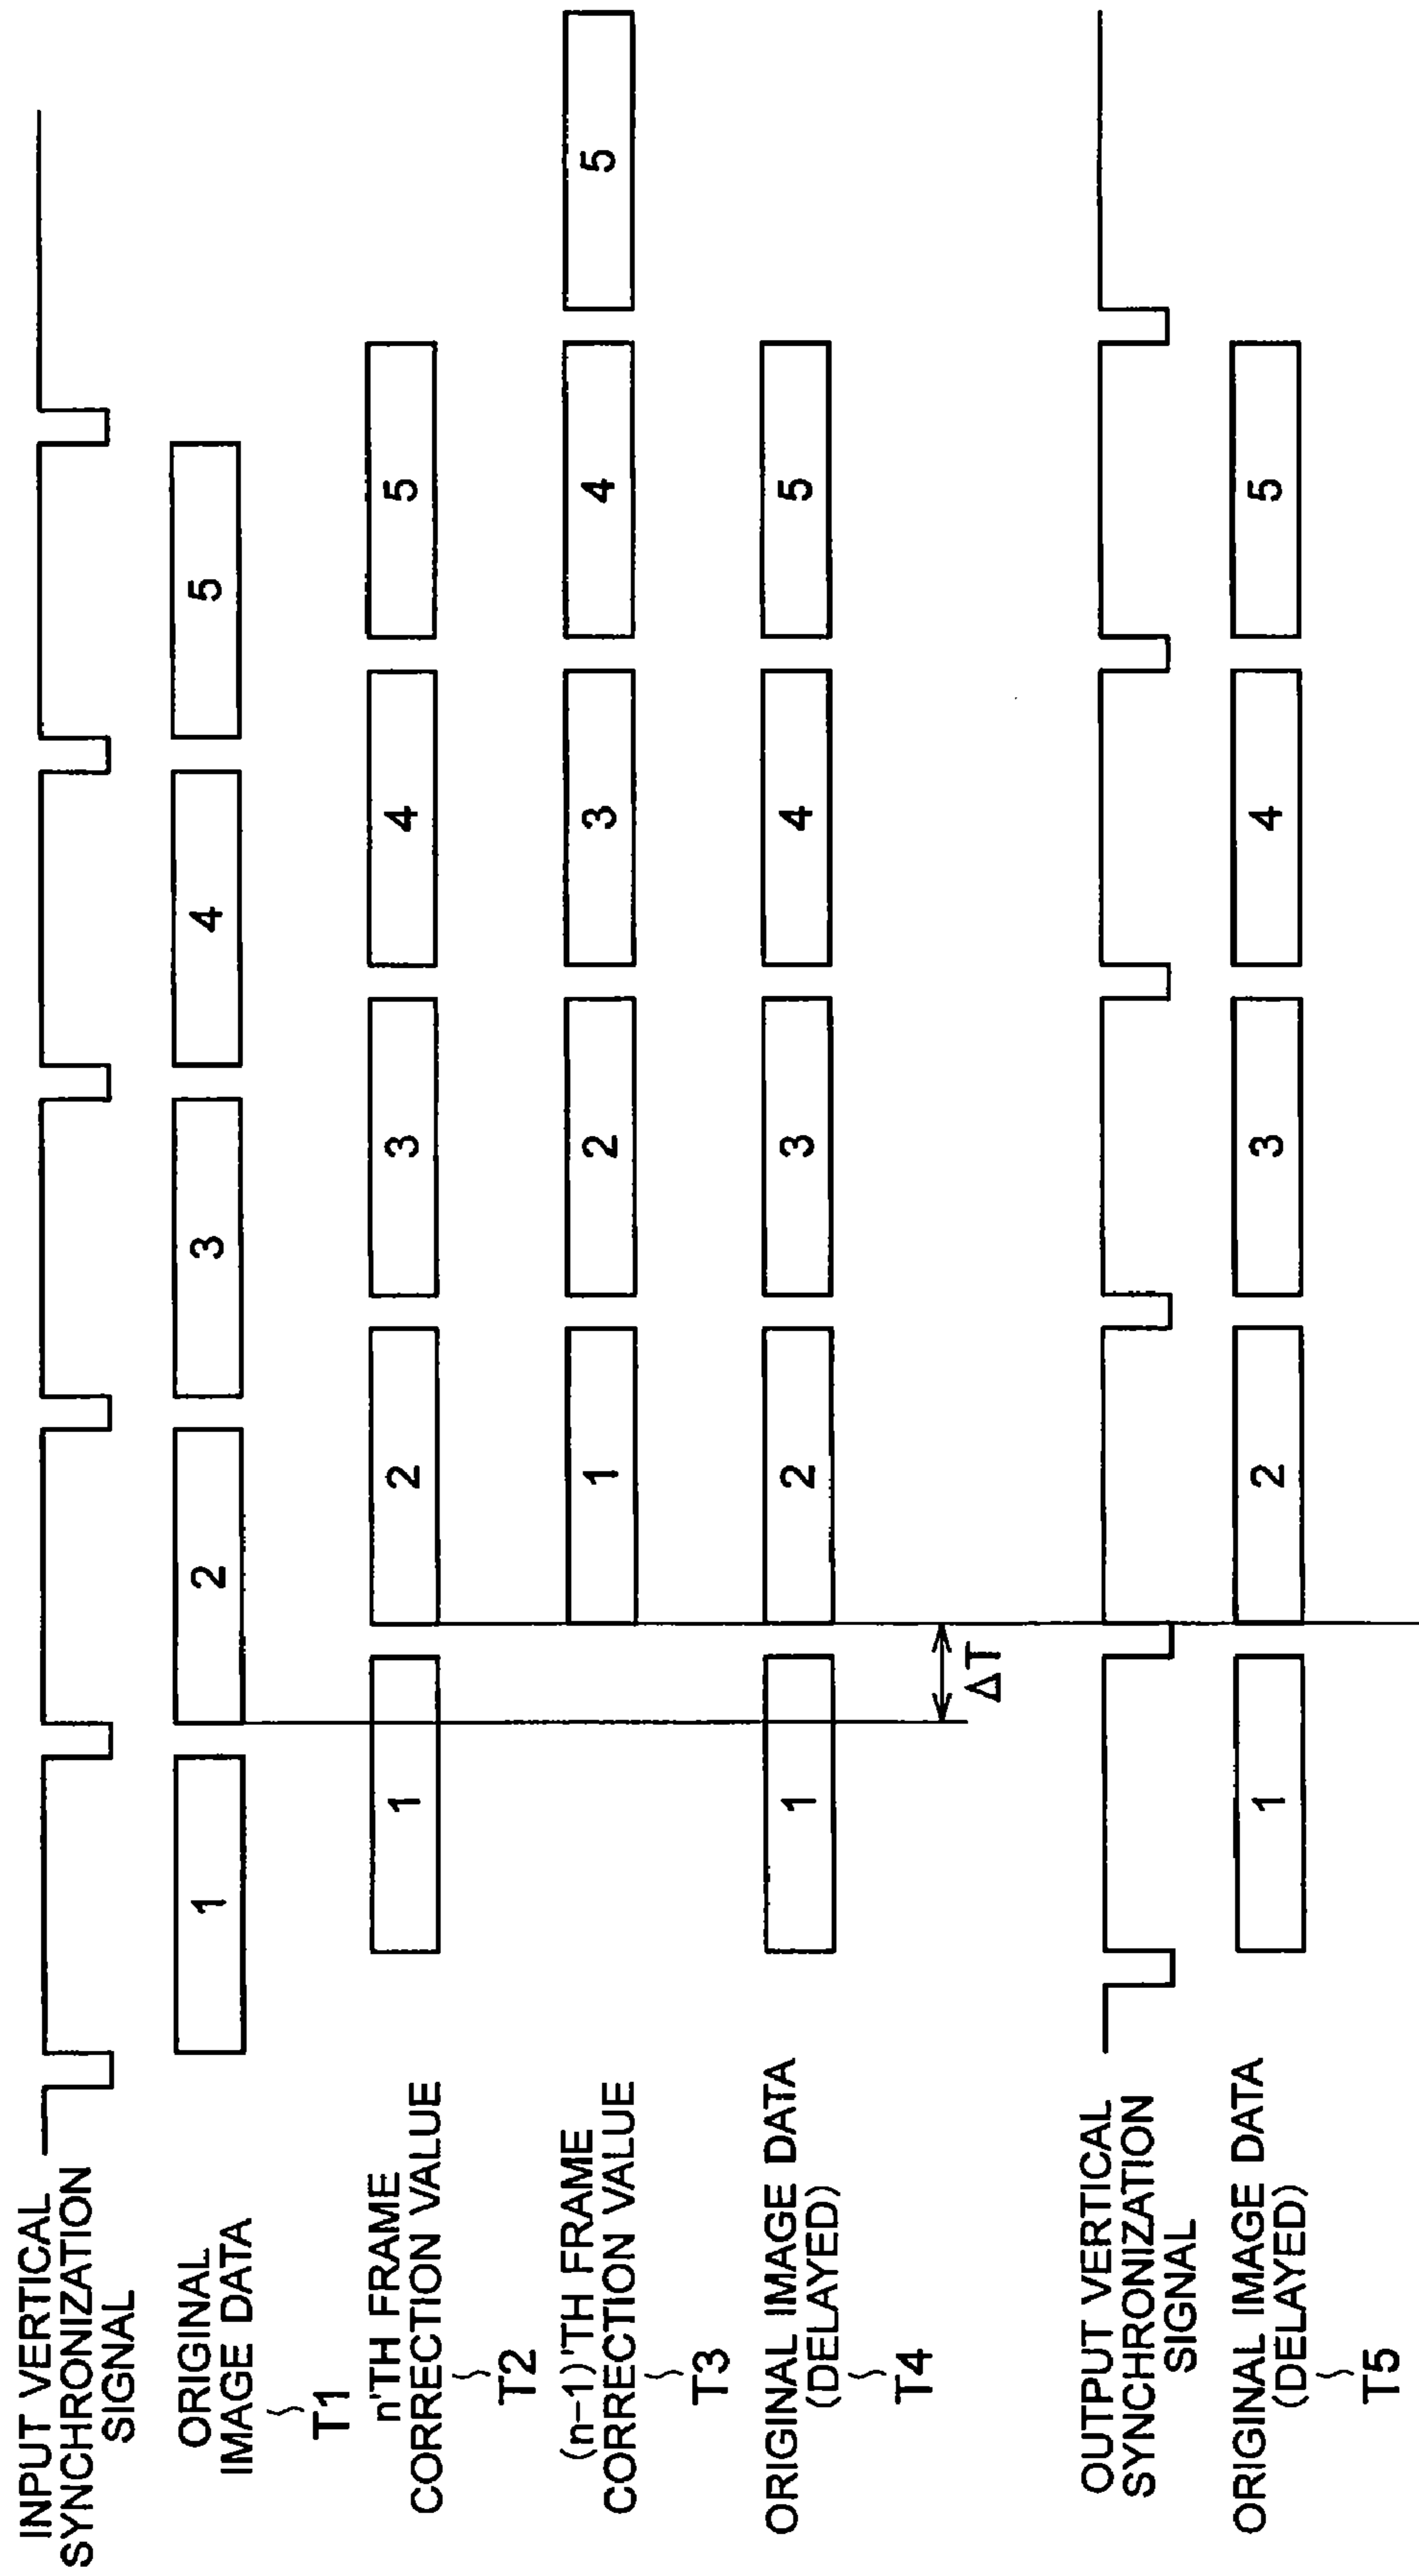 INPUT VERTICAL
SYNCHRONIZATION
SIGNAL
ORIGINAL
IMAGE DATA
T1
1 2 3 4 5
n'TH FRAME
CORRECTION VALUE
T2
1 2 3 4 5
(n-1)'TH FRAME
CORRECTION VALUE
T3
1 2 3 4 5
ORIGINAL IMAGE DATA
(DELAYED)
T4
1 2 3 4 5
ΔT
OUTPUT VERTICAL
SYNCHRONIZATION
SIGNAL
ORIGINAL IMAGE DATA
(DELAYED)
T5
1 2 3 4 5